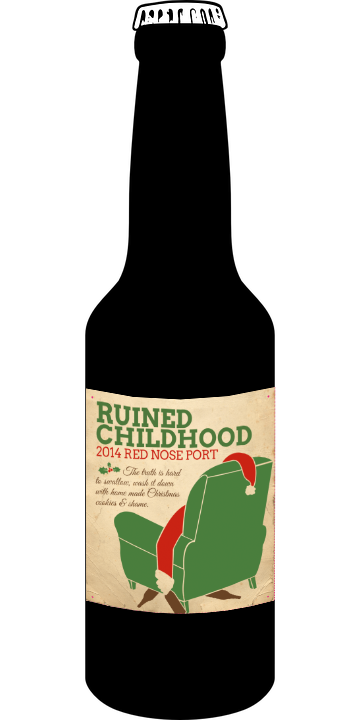 RUINED
CHILDHOOD
2014 RED NOSE PORT
The truth is hard
to swallow, wash it down
with home made Christmas
cookies & shame.